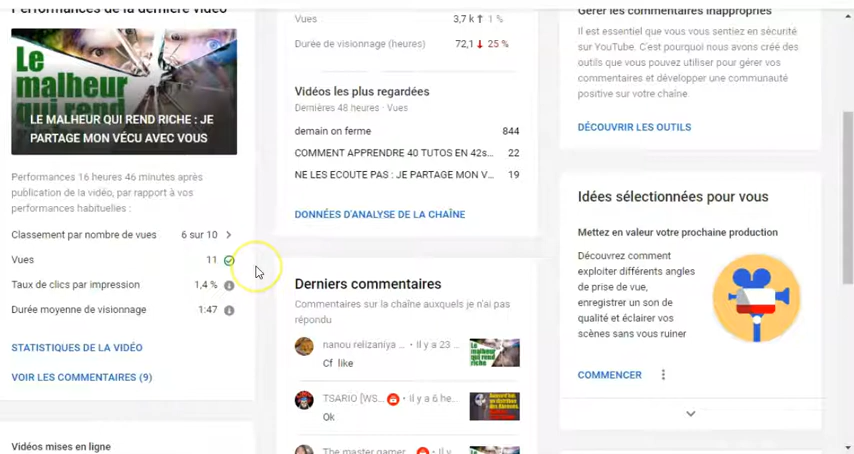 Performances de la dernière vidéo
Le
malheur
qui rend
riche
LE MALHEUR QUI REND RICHE : JE
PARTAGE MON VÉCU AVEC VOUS
Performances 16 heures 46 minutes après
publication de la vidéo, par rapport à vos
performances habituelles :
Classement par nombre de vues 6 sur 10
Vues 11
Taux de clics par impression 1,4 %
Durée moyenne de visionnage 1:47
STATISTIQUES DE LA VIDÉO
VOIR LES COMMENTAIRES (9)
Vidéos mises en ligne
Vues 3,7 k 1 %
Durée de visionnage (heures) 72,1 25 %
Vidéos les plus regardées
Dernières 48 heures · Vues
demain on ferme 844
COMMENT APPRENDRE 40 TUTOS EN 42s... 22
NE LES ECOUTE PAS : JE PARTAGE MON V... 19
DONNÉES D'ANALYSE DE LA CHAÎNE
Derniers commentaires
Commentaires sur la chaîne auxquels je n'ai pas
répondu
nanou relizaniya ... • Il y a 23 ...
Cf like
Le
malheur
qui rend
riche
TSARIO [WS... • Il y a 6 he...
Ok
The master gamer • Il y
Gérer les commentaires inappropriés
Il est essentiel que vous vous sentiez en sécurité
sur YouTube. C'est pourquoi nous avons créé des
outils que vous pouvez utiliser pour gérer vos
commentaires et développer une communauté
positive sur votre chaîne.
DÉCOUVRIR LES OUTILS
Idées sélectionnées pour vous
Mettez en valeur votre prochaine production
Découvrez comment
exploiter différents angles
de prise de vue,
enregistrer un son de
qualité et éclairer vos
scènes sans vous ruiner
COMMENCER